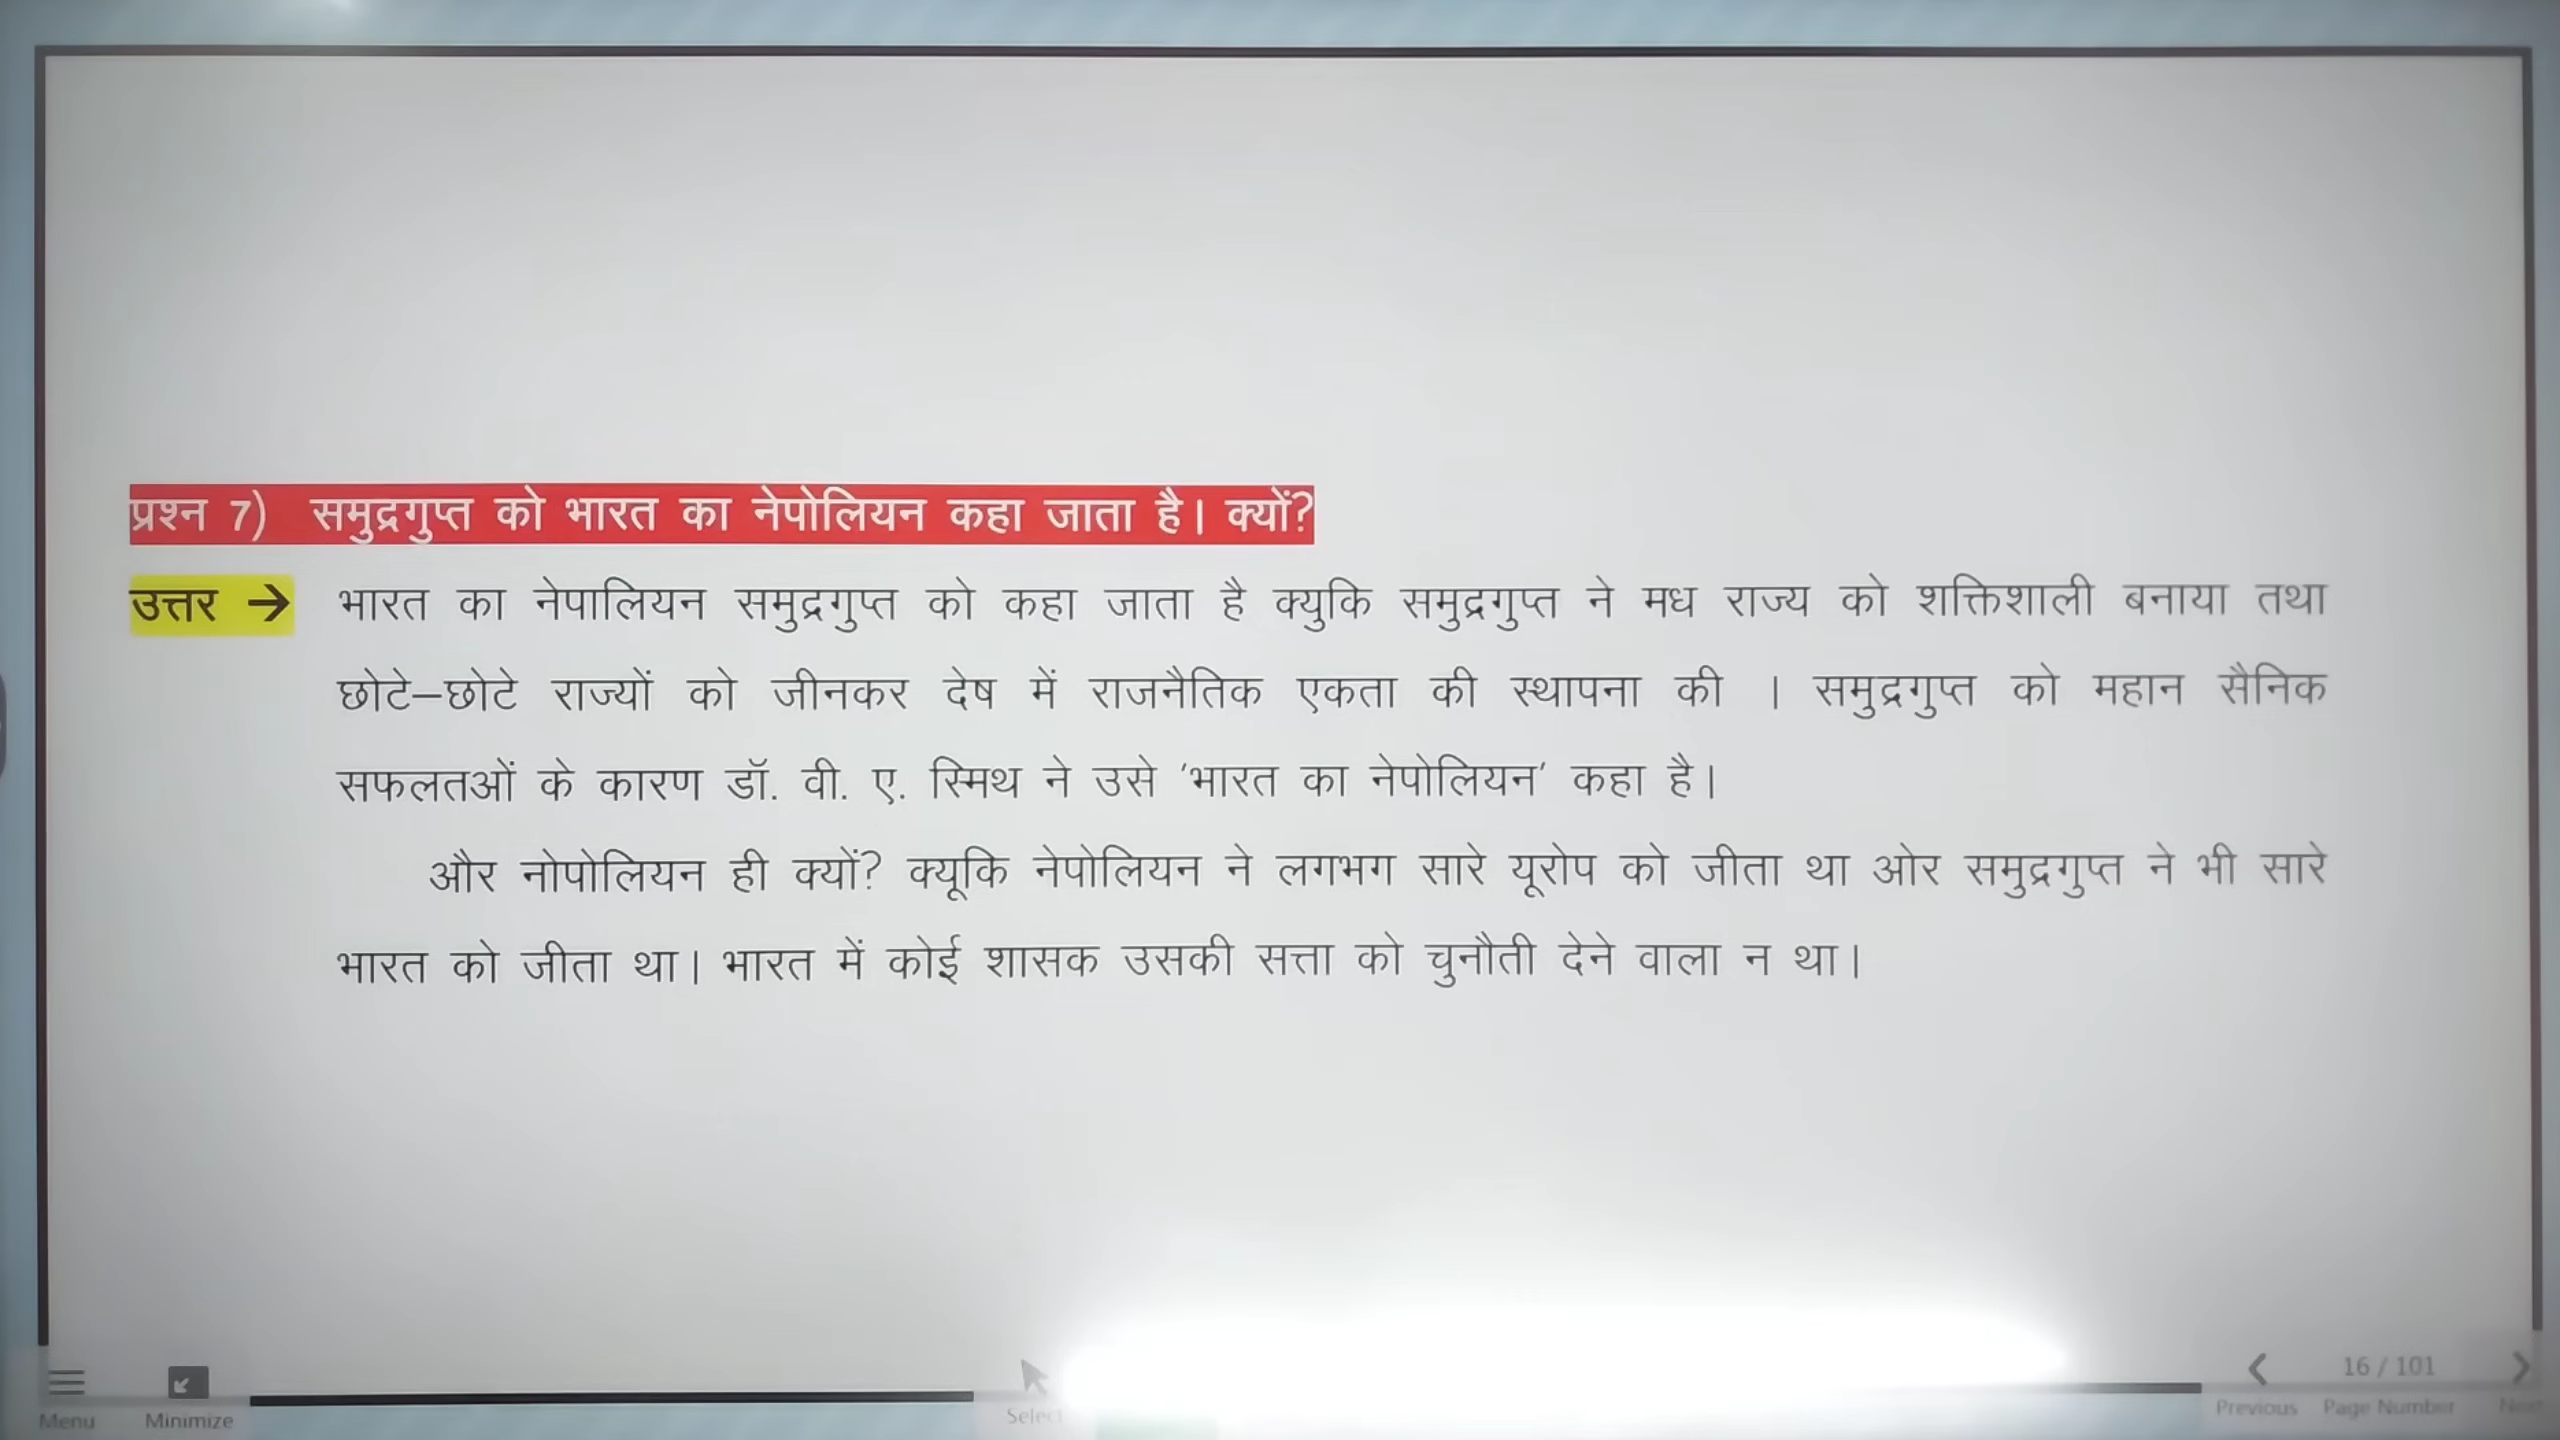 प्रश्न 7) समुद्रगुप्त को भारत का नेपोलियन कहा जाता है। क्यों?
उत्तर → भारत का नेपालियन समुद्रगुप्त को कहा जाता है क्युकि समुद्रगुप्त ने मध राज्य को शक्तिशाली बनाया तथा
छोटे–छोटे राज्यों को जीनकर देष में राजनैतिक एकता की स्थापना की । समुद्रगुप्त को महान सैनिक
सफलतओं के कारण डॉ. वी. ए. स्मिथ ने उसे 'भारत का नेपोलियन' कहा है।
और नोपोलियन ही क्यों? क्यूकि नेपोलियन ने लगभग सारे यूरोप को जीता था ओर समुद्रगुप्त ने भी सारे
भारत को जीता था। भारत में कोई शासक उसकी सत्ता को चुनौती देने वाला न था।
16 / 101
Menu Minimize Select Previous Page Number Next